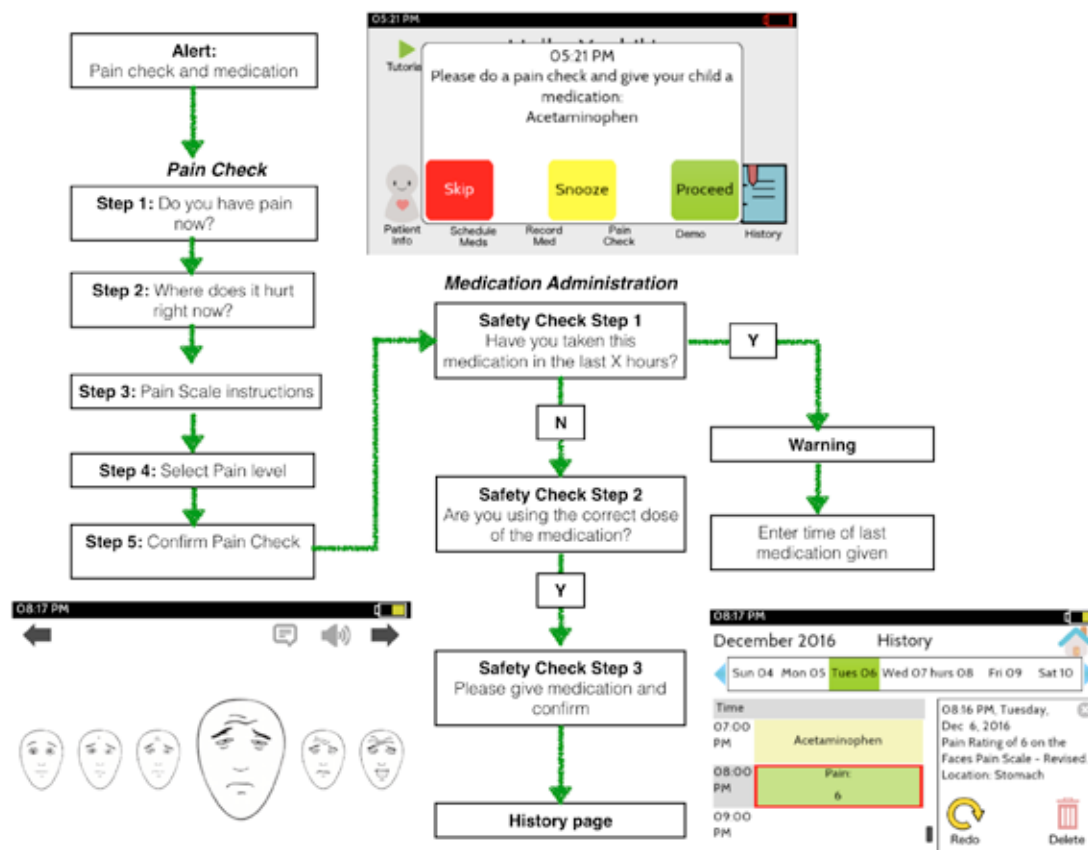 Alert:
Pain check and medication
Pain Check
Step 1: Do you have pain
now?
Step 2: Where does it hurt
right now?
Step 3: Pain Scale instructions
Step 4: Select Pain level
Step 5: Confirm Pain Check
05:21 PM
Tutoria
05:21 PM
Please do a pain check and give your child a
medication:
Acetaminophen
Skip
Snooze
Proceed
Patient
Info
Schedule
Meds
Record
Med
Pain
Check
Demo
History
Medication Administration
Safety Check Step 1
Have you taken this
medication in the last X hours?
Y
N
Warning
Enter time of last
medication given
Safety Check Step 2
Are you using the correct dose
of the medication?
Y
Safety Check Step 3
Please give medication and
confirm
History page
08:17 PM
08:17 PM
December 2016 History
Sun 04 Mon 05 Tues 06 Wed 07 hurs 08 Fri 09 Sat 10
Time
07:00
PM
Acetaminophen
08:00
PM
Pain:
6
09:00
PM
08:16 PM, Tuesday,
Dec 6, 2016
Pain Rating of 6 on the
Faces Pain Scale - Revised.
Location: Stomach
Redo
Delete